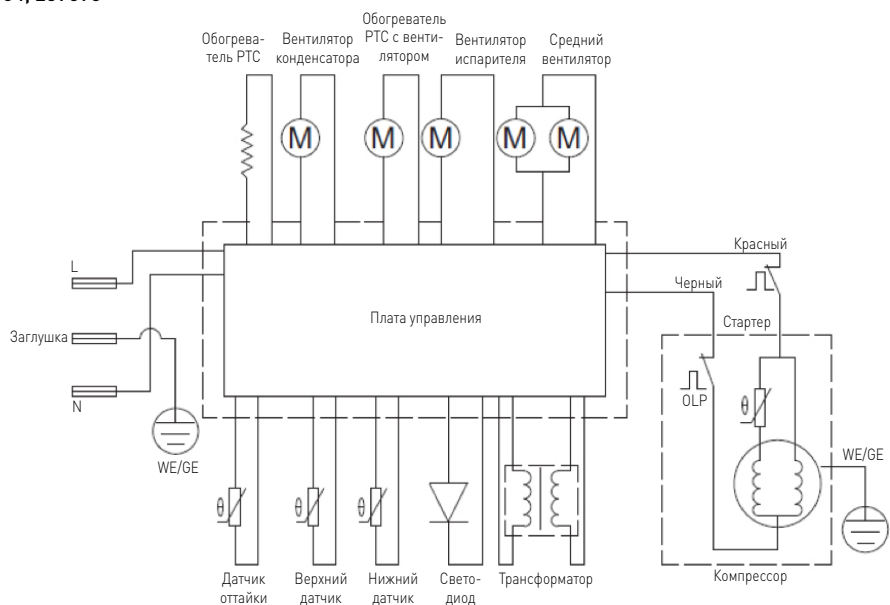 Обогрева-
тель PTC
Вентилятор
конденсатора
Обогреватель
PTC с венти-
лятором
Вентилятор
испарителя
Средний
вентилятор
M
M
M
M
M
L
Заглушка
N
WE/GE
Плата управления
Красный
Черный
Стартер
OLP
θ
WE/GE
Компрессор
θ
θ
θ
Датчик
оттайки
Верхний
датчик
Нижний
датчик
Свето-
диод
Трансформатор